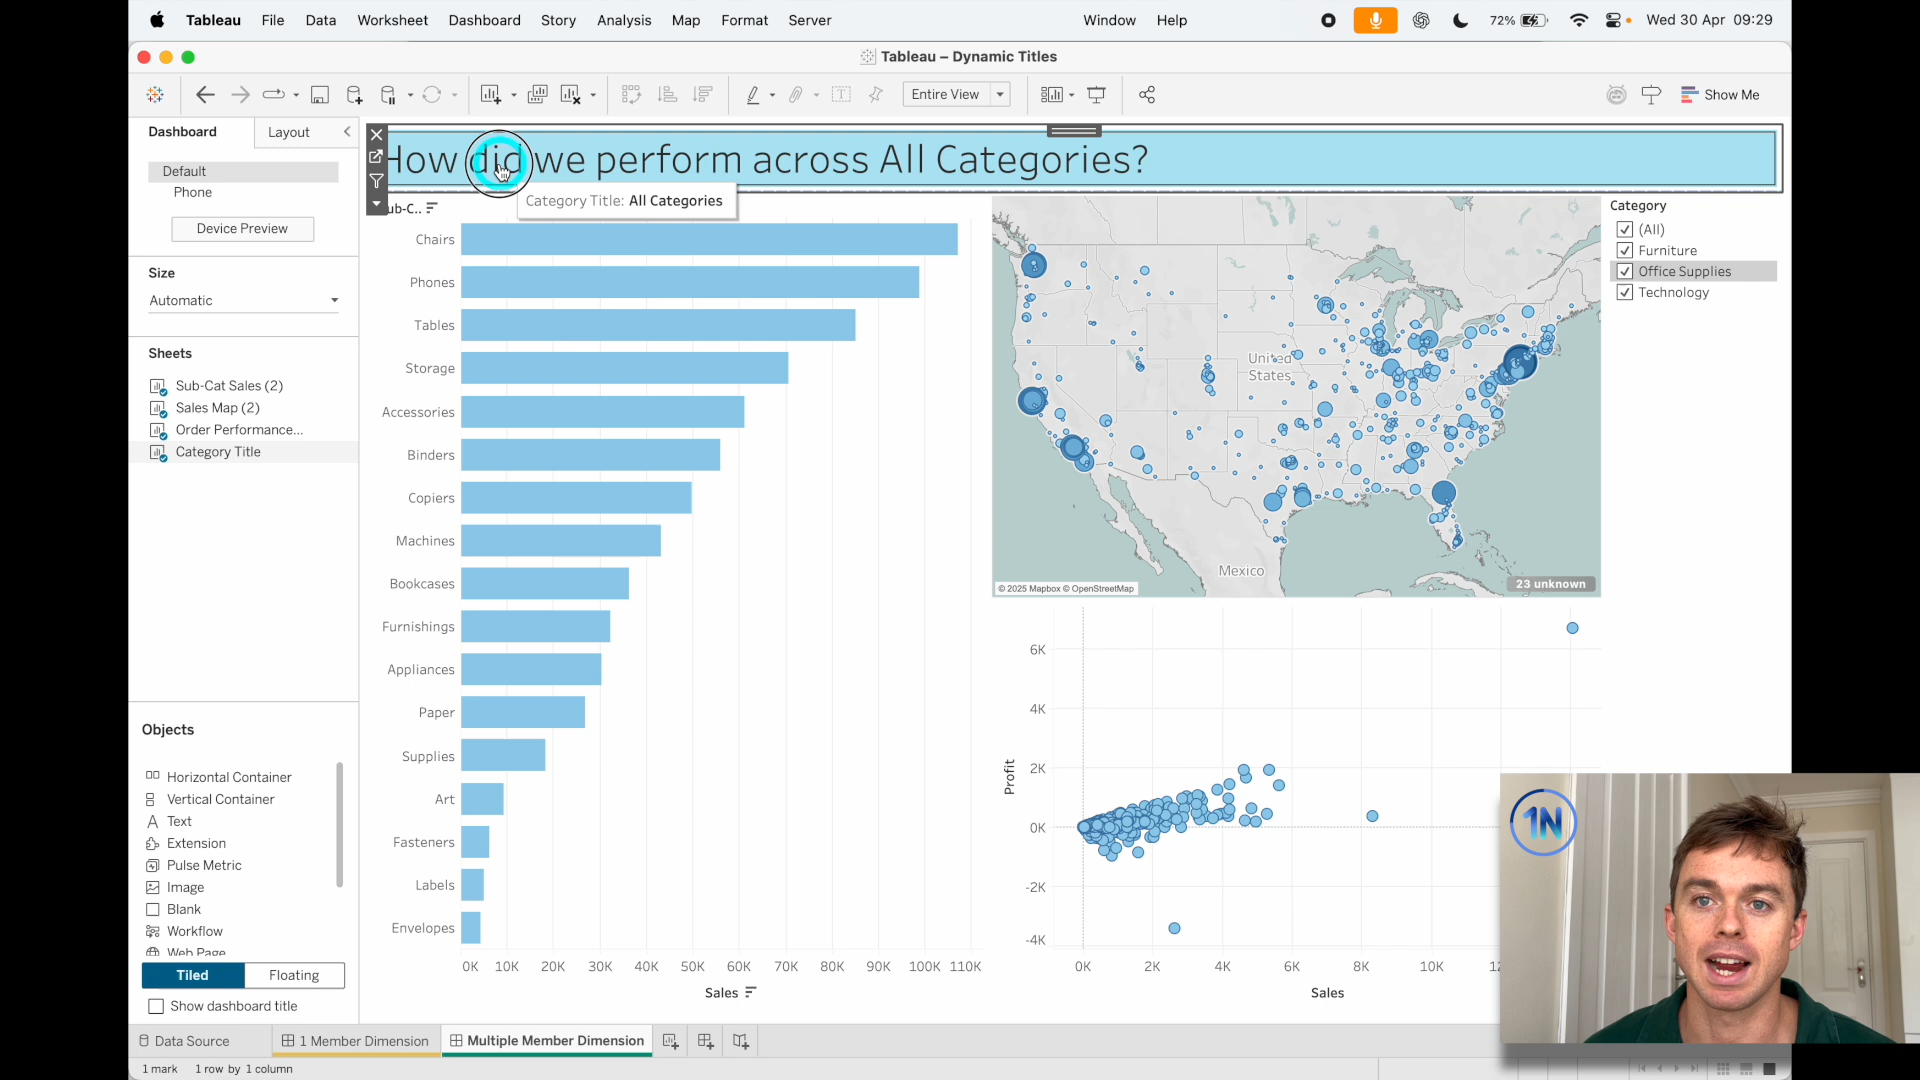 Tableau File Data Worksheet Dashboard Story Analysis Map Format Server Window Help 72% Wed 30 Apr 09:29
Tableau – Dynamic Titles
Entire View
Show Me
Dashboard Layout
Default
Phone
Device Preview
Size
Automatic
Sheets
Sub-Cat Sales (2)
Sales Map (2)
Order Performance...
Category Title
Objects
Horizontal Container
Vertical Container
Text
Extension
Pulse Metric
Image
Blank
Workflow
Web Page
Tiled Floating
Show dashboard title
How did we perform across All Categories?
Category Title: All Categories
ub-C..
Chairs
Phones
Tables
Storage
Accessories
Binders
Copiers
Machines
Bookcases
Furnishings
Appliances
Paper
Supplies
Art
Fasteners
Labels
Envelopes
0K 10K 20K 30K 40K 50K 60K 70K 80K 90K 100K 110K
Sales
United
States
Mexico
© 2025 Mapbox © OpenStreetMap
23 unknown
Category
(All)
Furniture
Office Supplies
Technology
6K
4K
2K
0K
-2K
-4K
Profit
0K 2K 4K 6K 8K 10K
Sales
1N
Data Source 1 Member Dimension Multiple Member Dimension
1 mark 1 row by 1 column